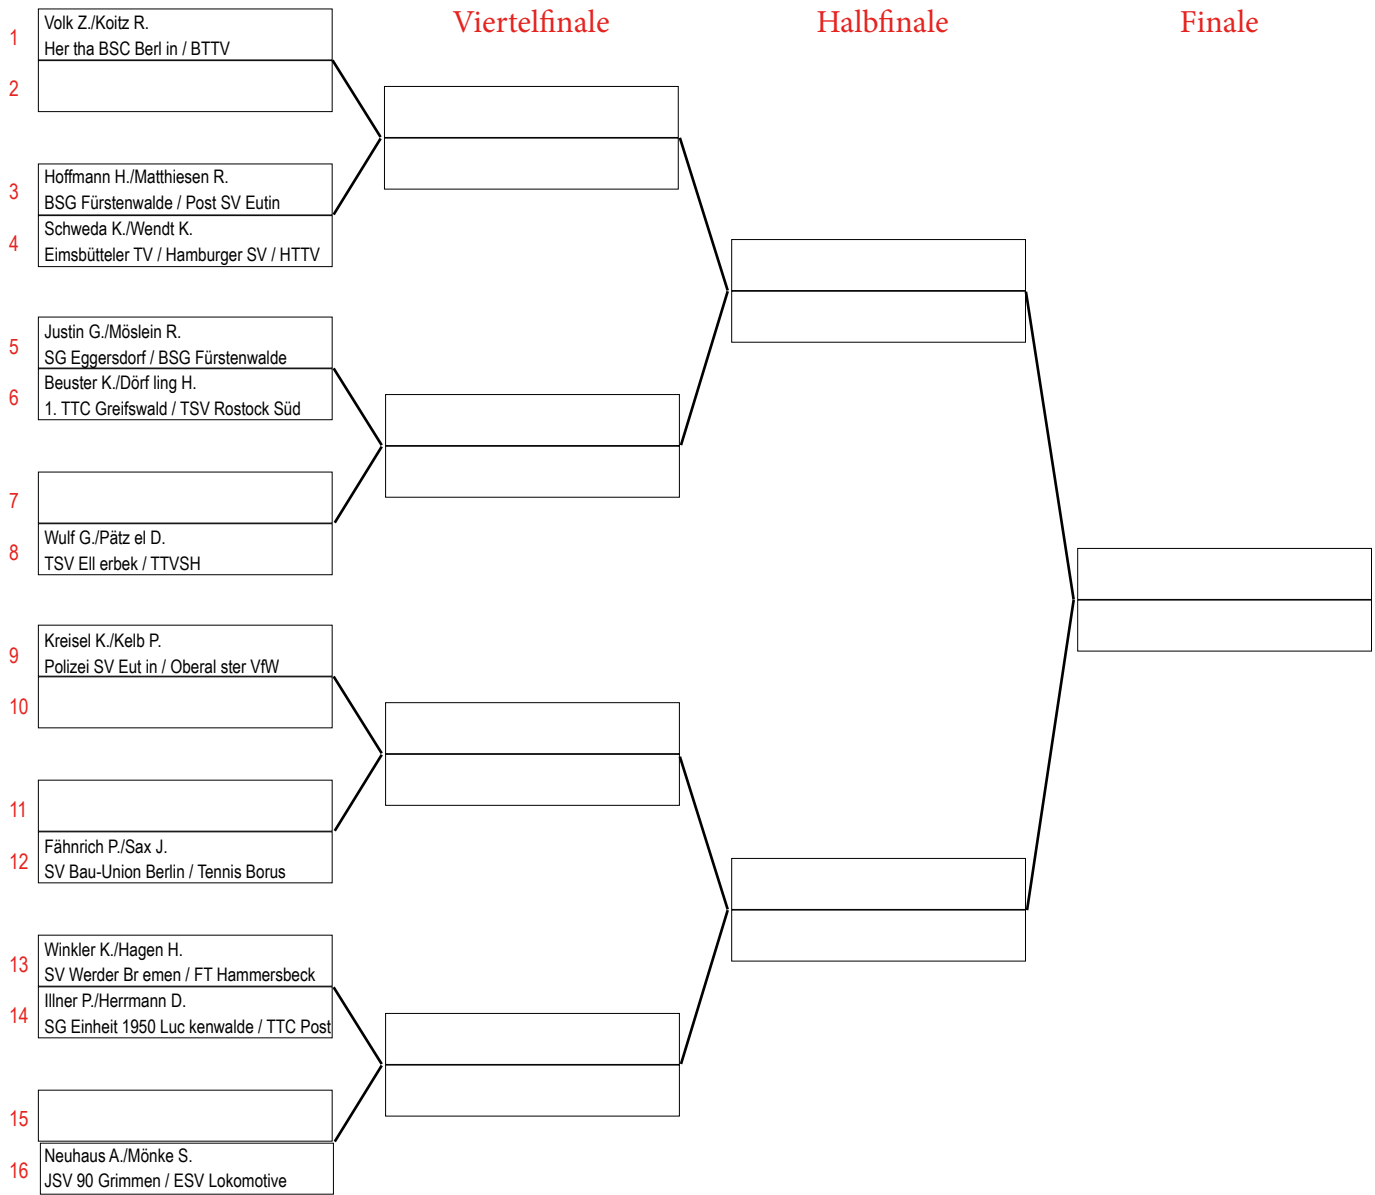 Viertelfinale
Halbfinale
Finale
1
Volk Z./Koitz R.
Her tha BSC Berl in / BTTV
2
3
Hoffmann H./Matthiesen R.
BSG Fürstenwalde / Post SV Eutin
4
Schweda K./Wendt K.
Eimsbütteler TV / Hamburger SV / HTTV
5
Justin G./Möslein R.
SG Eggersdorf / BSG Fürstenwalde
6
Beuster K./Dörf ling H.
1. TTC Greifswald / TSV Rostock Süd
7
8
Wulf G./Pätz el D.
TSV Ell erbek / TTVSH
9
Kreisel K./Kelb P.
Polizei SV Eut in / Oberal ster VfW
10
11
12
Fähnrich P./Sax J.
SV Bau-Union Berlin / Tennis Borus
13
Winkler K./Hagen H.
SV Werder Br emen / FT Hammersbeck
14
Illner P./Herrmann D.
SG Einheit 1950 Luc kenwalde / TTC Post
15
16
Neuhaus A./Mönke S.
JSV 90 Grimmen / ESV Lokomotive